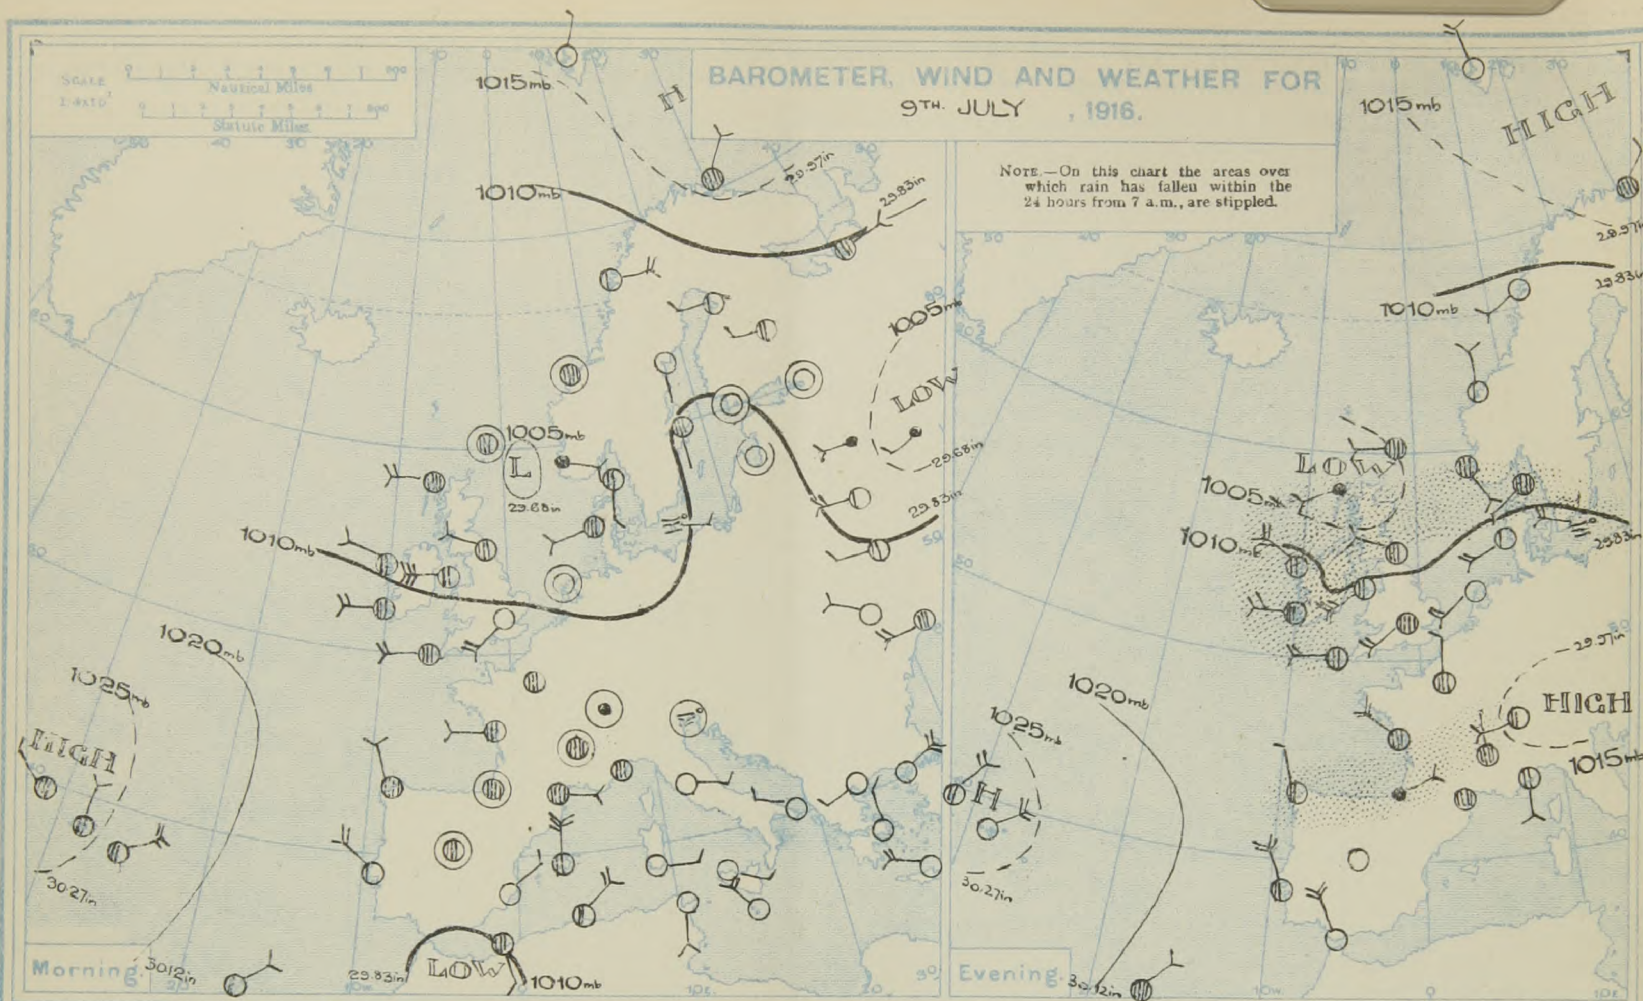 SCALE
Nautical Miles
Statute Miles
BAROMETER, WIND AND WEATHER FOR
9TH. JULY , 1916.
NOTE.—On this chart the areas over
which rain has fallen within the
24 hours from 7 a.m., are stippled.
1015mb
H
29.97in
1010mb
29.83in
1005mb
LOW
29.68in
29.83in
1005mb
L
29.68in
1010mb
1020mb
1025mb
HIGH
30.27in
Morning.
30.12in
29.83in
LOW
1010mb
1015mb
HIGH
1010mb
LOW
1005mb
1010mb
29.83in
1020mb
29.97in
HIGH
1015mb
1025mb
H
30.27in
Evening.
30.12in